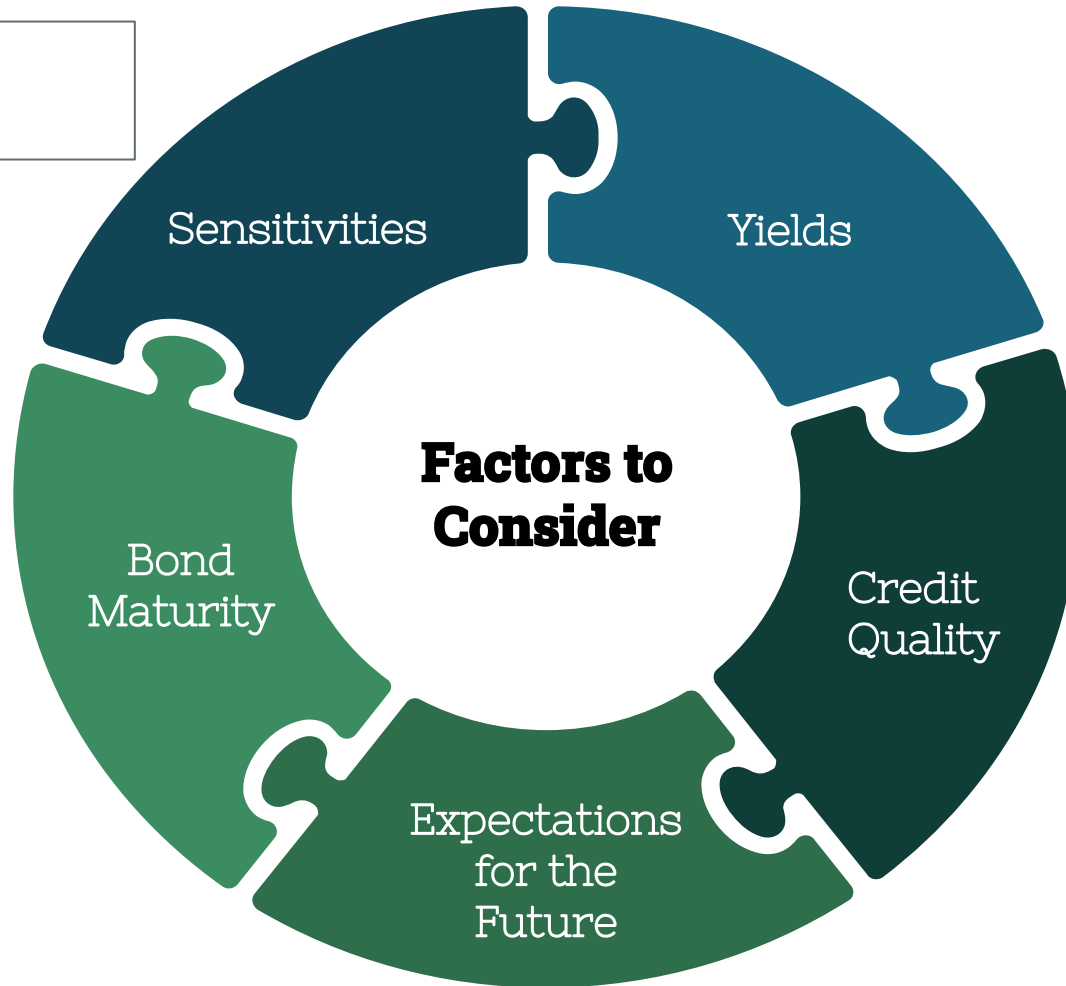 Sensitivities
Yields
Factors to
Consider
Bond
Maturity
Credit
Quality
Expectations
for the
Future